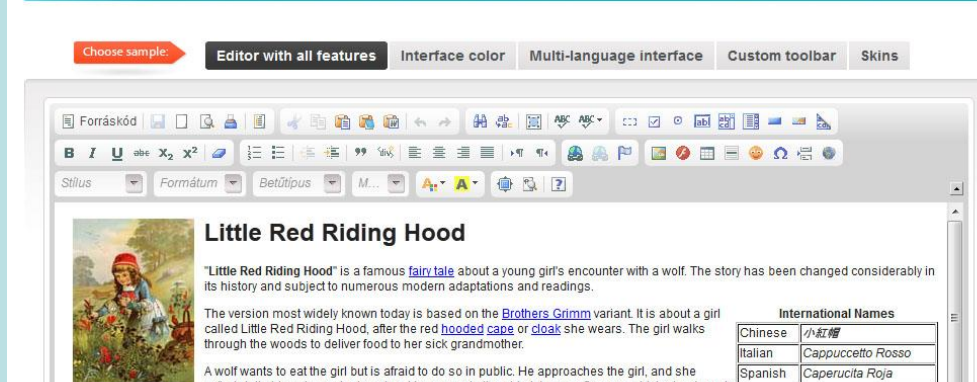 Choose sample:
Editor with all features Interface color Multi-language interface Custom toolbar Skins
Forráskód
B I U abc X₂ X²
Stílus Formátum Betűtípus M...
Little Red Riding Hood
"Little Red Riding Hood" is a famous fairy tale about a young girl's encounter with a wolf. The story has been changed considerably in
its history and subject to numerous modern adaptations and readings.
The version most widely known today is based on the Brothers Grimm variant. It is about a girl
called Little Red Riding Hood, after the red hooded cape or cloak she wears. The girl walks
through the woods to deliver food to her sick grandmother.
A wolf wants to eat the girl but is afraid to do so in public. He approaches the girl, and she
International Names
Chinese 小紅帽
Italian Cappuccetto Rosso
Spanish Caperucita Roja